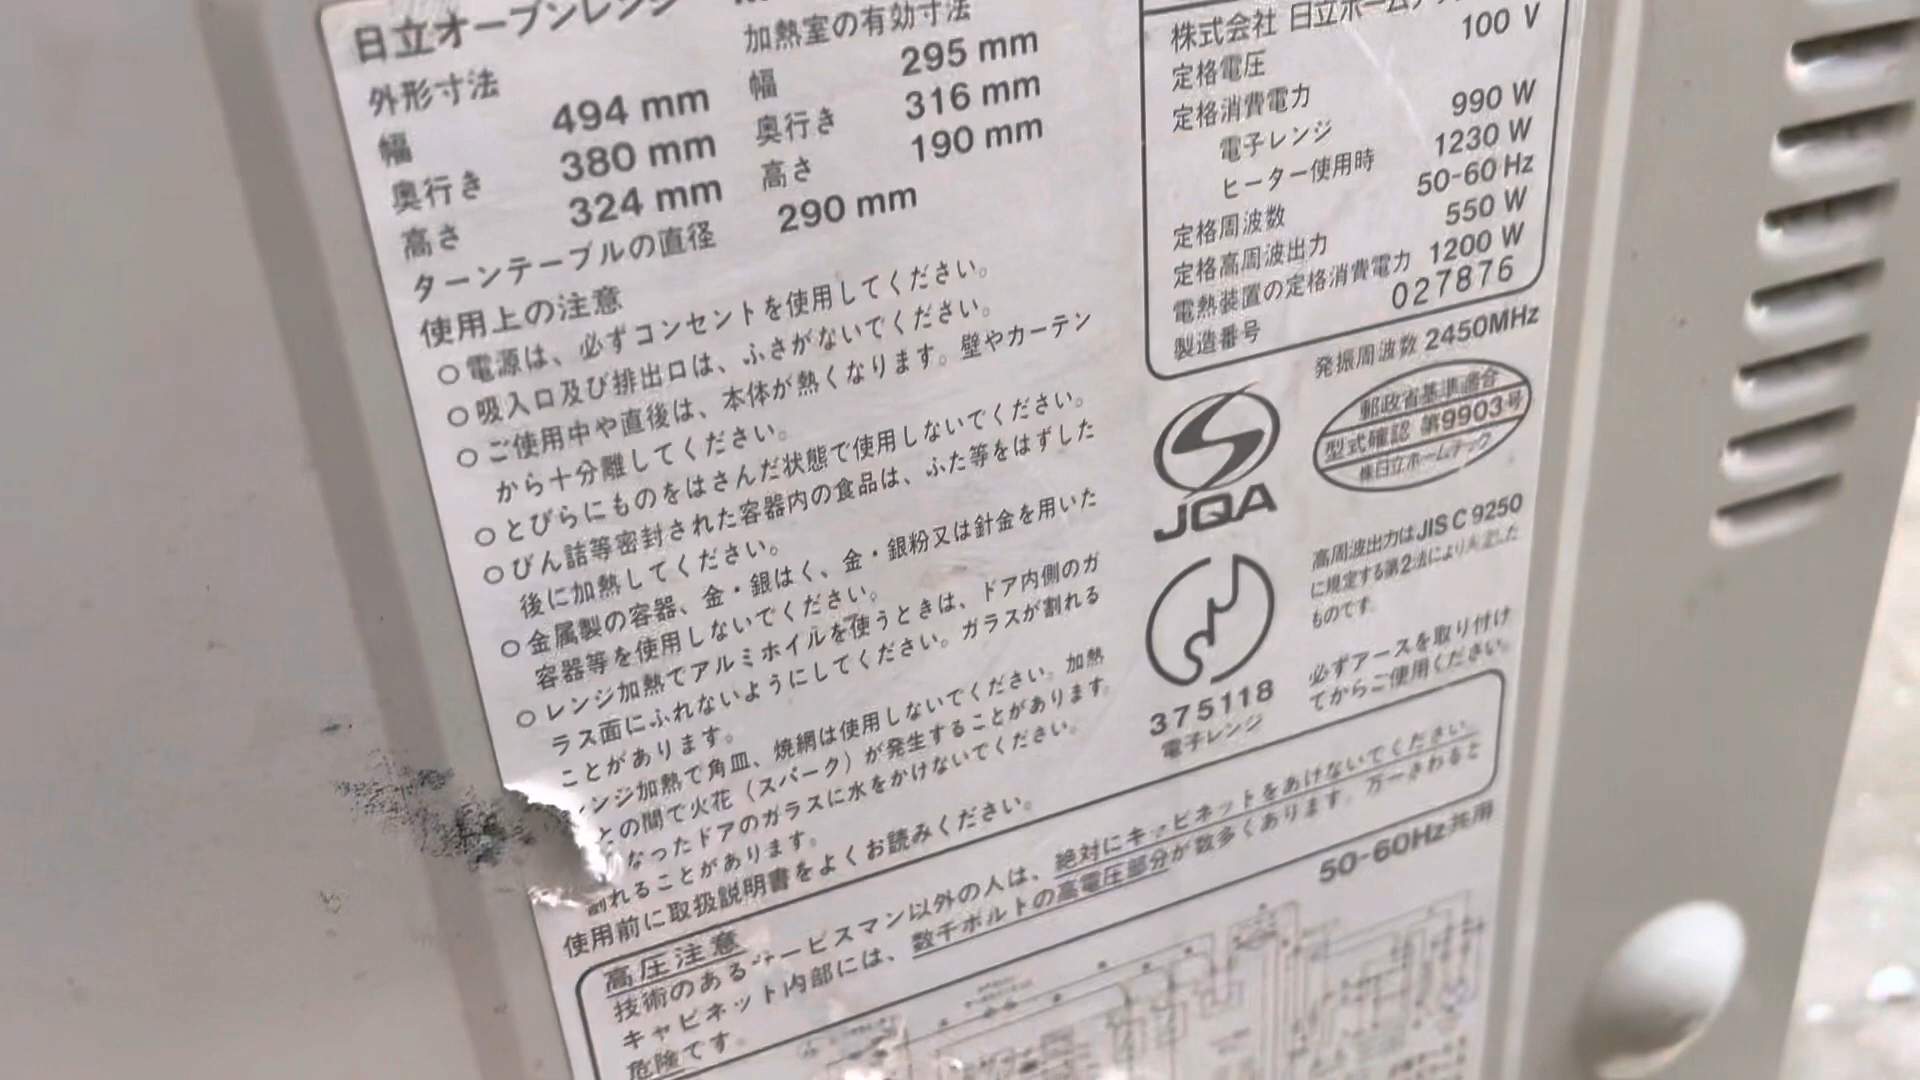 日立オーブンレンジ
外形寸法
幅 494 mm
奥行き 380 mm
高さ 324 mm
ターンテーブルの直径 290 mm
加熱室の有効寸法
幅 295 mm
奥行き 316 mm
高さ 190 mm
使用上の注意
○電源は、必ずコンセントを使用してください。
○吸入口及び排出口は、ふさがないでください。
○ご使用中や直後は、本体が熱くなります。壁やカーテン
から十分離してください。
○とびらにものをはさんだ状態で使用しないでください。
○びん詰等密封された容器内の食品は、ふた等をはずした
後に加熱してください。
○金属製の容器、金・銀はく、金・銀粉又は針金を用いた
容器等を使用しないでください。
○レンジ加熱でアルミホイルを使うときは、ドア内側のガ
ラス面にふれないようにしてください。ガラスが割れる
ことがあります。
ンジ加熱で角皿、焼網は使用しないでください。加熱
との間で火花（スパーク）が発生することがあります。
なったドアのガラスに水をかけないでください。
割れることがあります。
使用前に取扱説明書をよくお読みください。
株式会社 日立ホームテ
定格電圧 100 V
定格消費電力
電子レンジ 990 W
ヒーター使用時 1230 W
定格周波数 50-60 Hz
定格高周波出力 550 W
電熱装置の定格消費電力 1200 W
製造番号 027876
発振周波数 2450MHz
JQA
郵政省基準適合
型式確認 第9903号
㈱日立ホームテック
375118
電子レンジ
高周波出力はJIS C 9250
に規定する第2法により測定した
ものです。
必ずアースを取り付け
てからご使用ください。
高圧注意
技術のあるサービスマン以外の人は、絶対にキャビネットをあけないでください。
キャビネット内部には、数千ボルトの高電圧部分が数多くあります。万一さわると
危険です。
50-60Hz共用